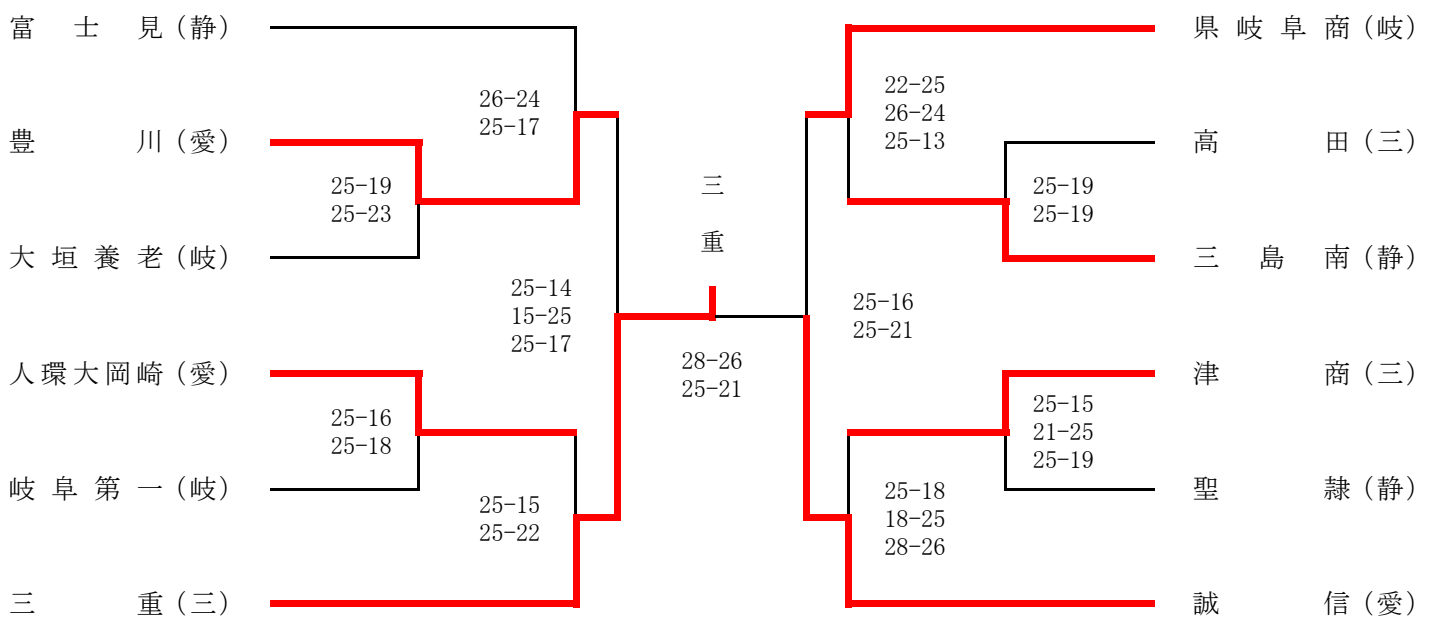 富士見(静)
豊川(愛)
大垣養老(岐)
人環大岡崎(愛)
岐阜第一(岐)
三重(三)
26-24
25-17
25-19
25-23
25-14
15-25
25-17
25-16
25-18
25-15
25-22
三
重
28-26
25-21
22-25
26-24
25-13
25-19
25-19
25-16
25-21
25-15
21-25
25-19
25-18
18-25
28-26
県岐阜商(岐)
高田(三)
三島南(静)
津商(三)
聖隷(静)
誠信(愛)